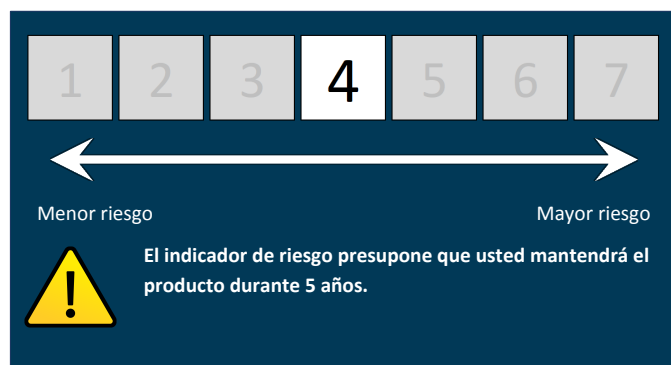 1 2 3 4 5 6 7
Menor riesgo Mayor riesgo
El indicador de riesgo presupone que usted mantendrá el
producto durante 5 años.